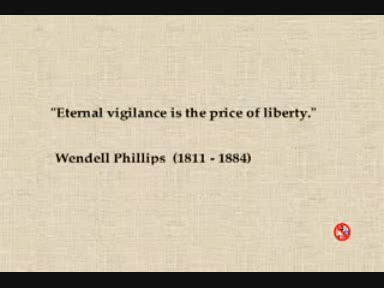 "Eternal vigilance is the price of liberty."
Wendell Phillips (1811 - 1884)